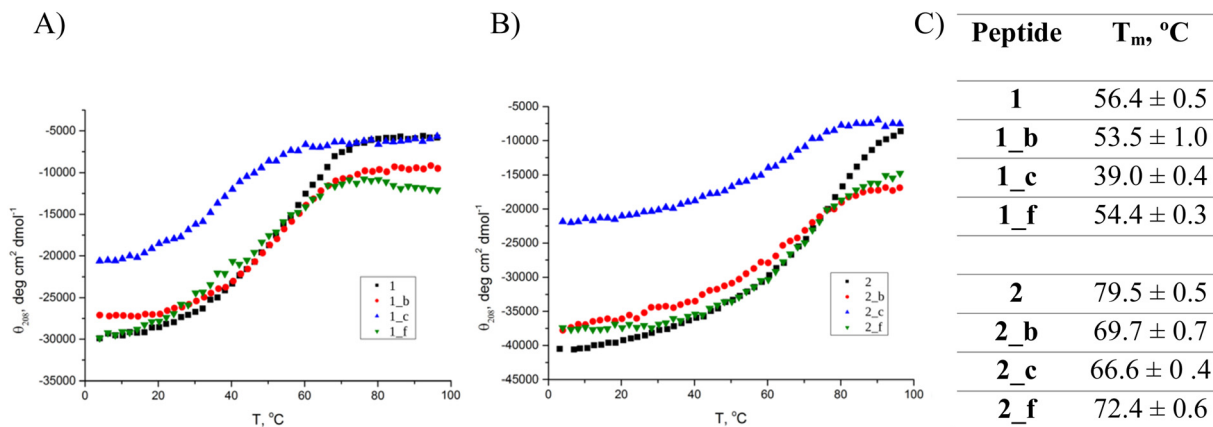 A)
-5000
-10000
-15000
-20000
-25000
-30000
-35000
0
20
40
60
80
100
θ208, deg cm2 dmol-1
T, oC
1
1_b
1_c
1_f
B)
-5000
-10000
-15000
-20000
-25000
-30000
-35000
-40000
-45000
0
20
40
60
80
100
θ208, deg cm2 dmol-1
T, oC
2
2_b
2_c
2_f
C)
Peptide Tm, ºC
1 56.4 ± 0.5
1_b 53.5 ± 1.0
1_c 39.0 ± 0.4
1_f 54.4 ± 0.3
2 79.5 ± 0.5
2_b 69.7 ± 0.7
2_c 66.6 ± 0 .4
2_f 72.4 ± 0.6